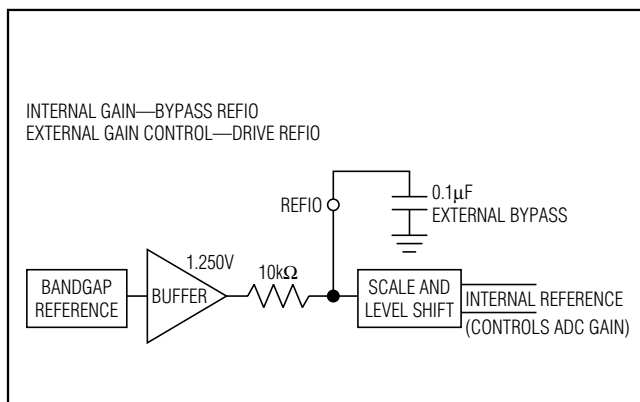 INTERNAL GAIN—BYPASS REFIO
EXTERNAL GAIN CONTROL—DRIVE REFIO
REFIO
0.1μF
EXTERNAL BYPASS
BANDGAP
REFERENCE
BUFFER
1.250V
10kΩ
SCALE AND
LEVEL SHIFT
INTERNAL REFERENCE
(CONTROLS ADC GAIN)